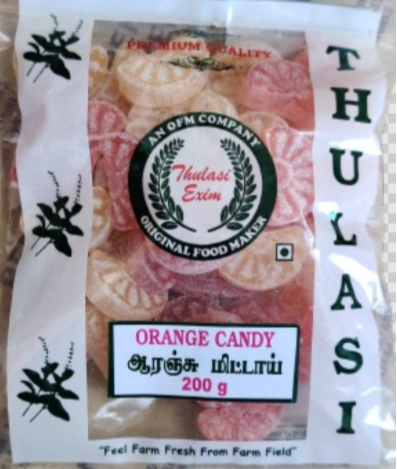 PREMIUM QUALITY
THULASI
AN OFM COMPANY
Thulasi
Exim
ORIGINAL FOOD MAKER
ORANGE CANDY
ஆரஞ்சு மிட்டாய்
200 g
"Feel Farm Fresh From Farm Field"